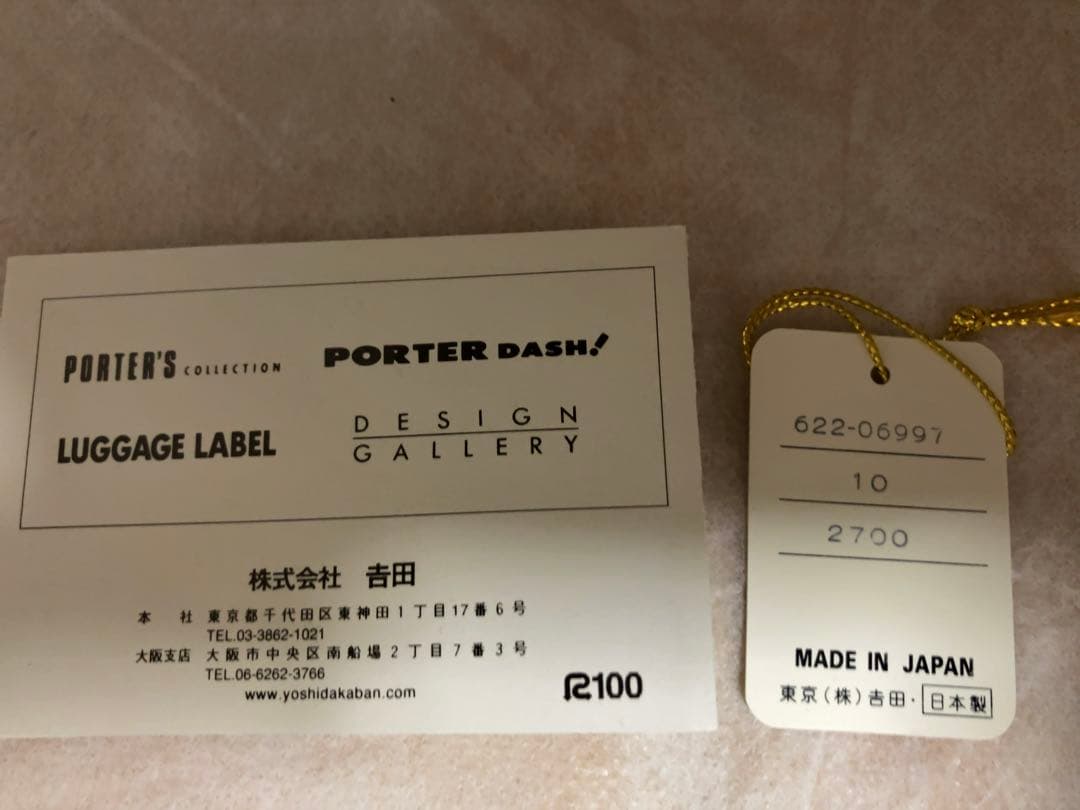 PORTER'S COLLECTION
PORTER DASH!
LUGGAGE LABEL
DESIGN
GALLERY
株式会社 𠮷田
本 社 東京都千代田区東神田1丁目17番6号
TEL.03-3862-1021
大阪支店 大阪市中央区南船場2丁目7番3号
TEL.06-6262-3766
www.yoshidakaban.com
R100
622-06997
10
2700
MADE IN JAPAN
東京(株)𠮷田・日本製